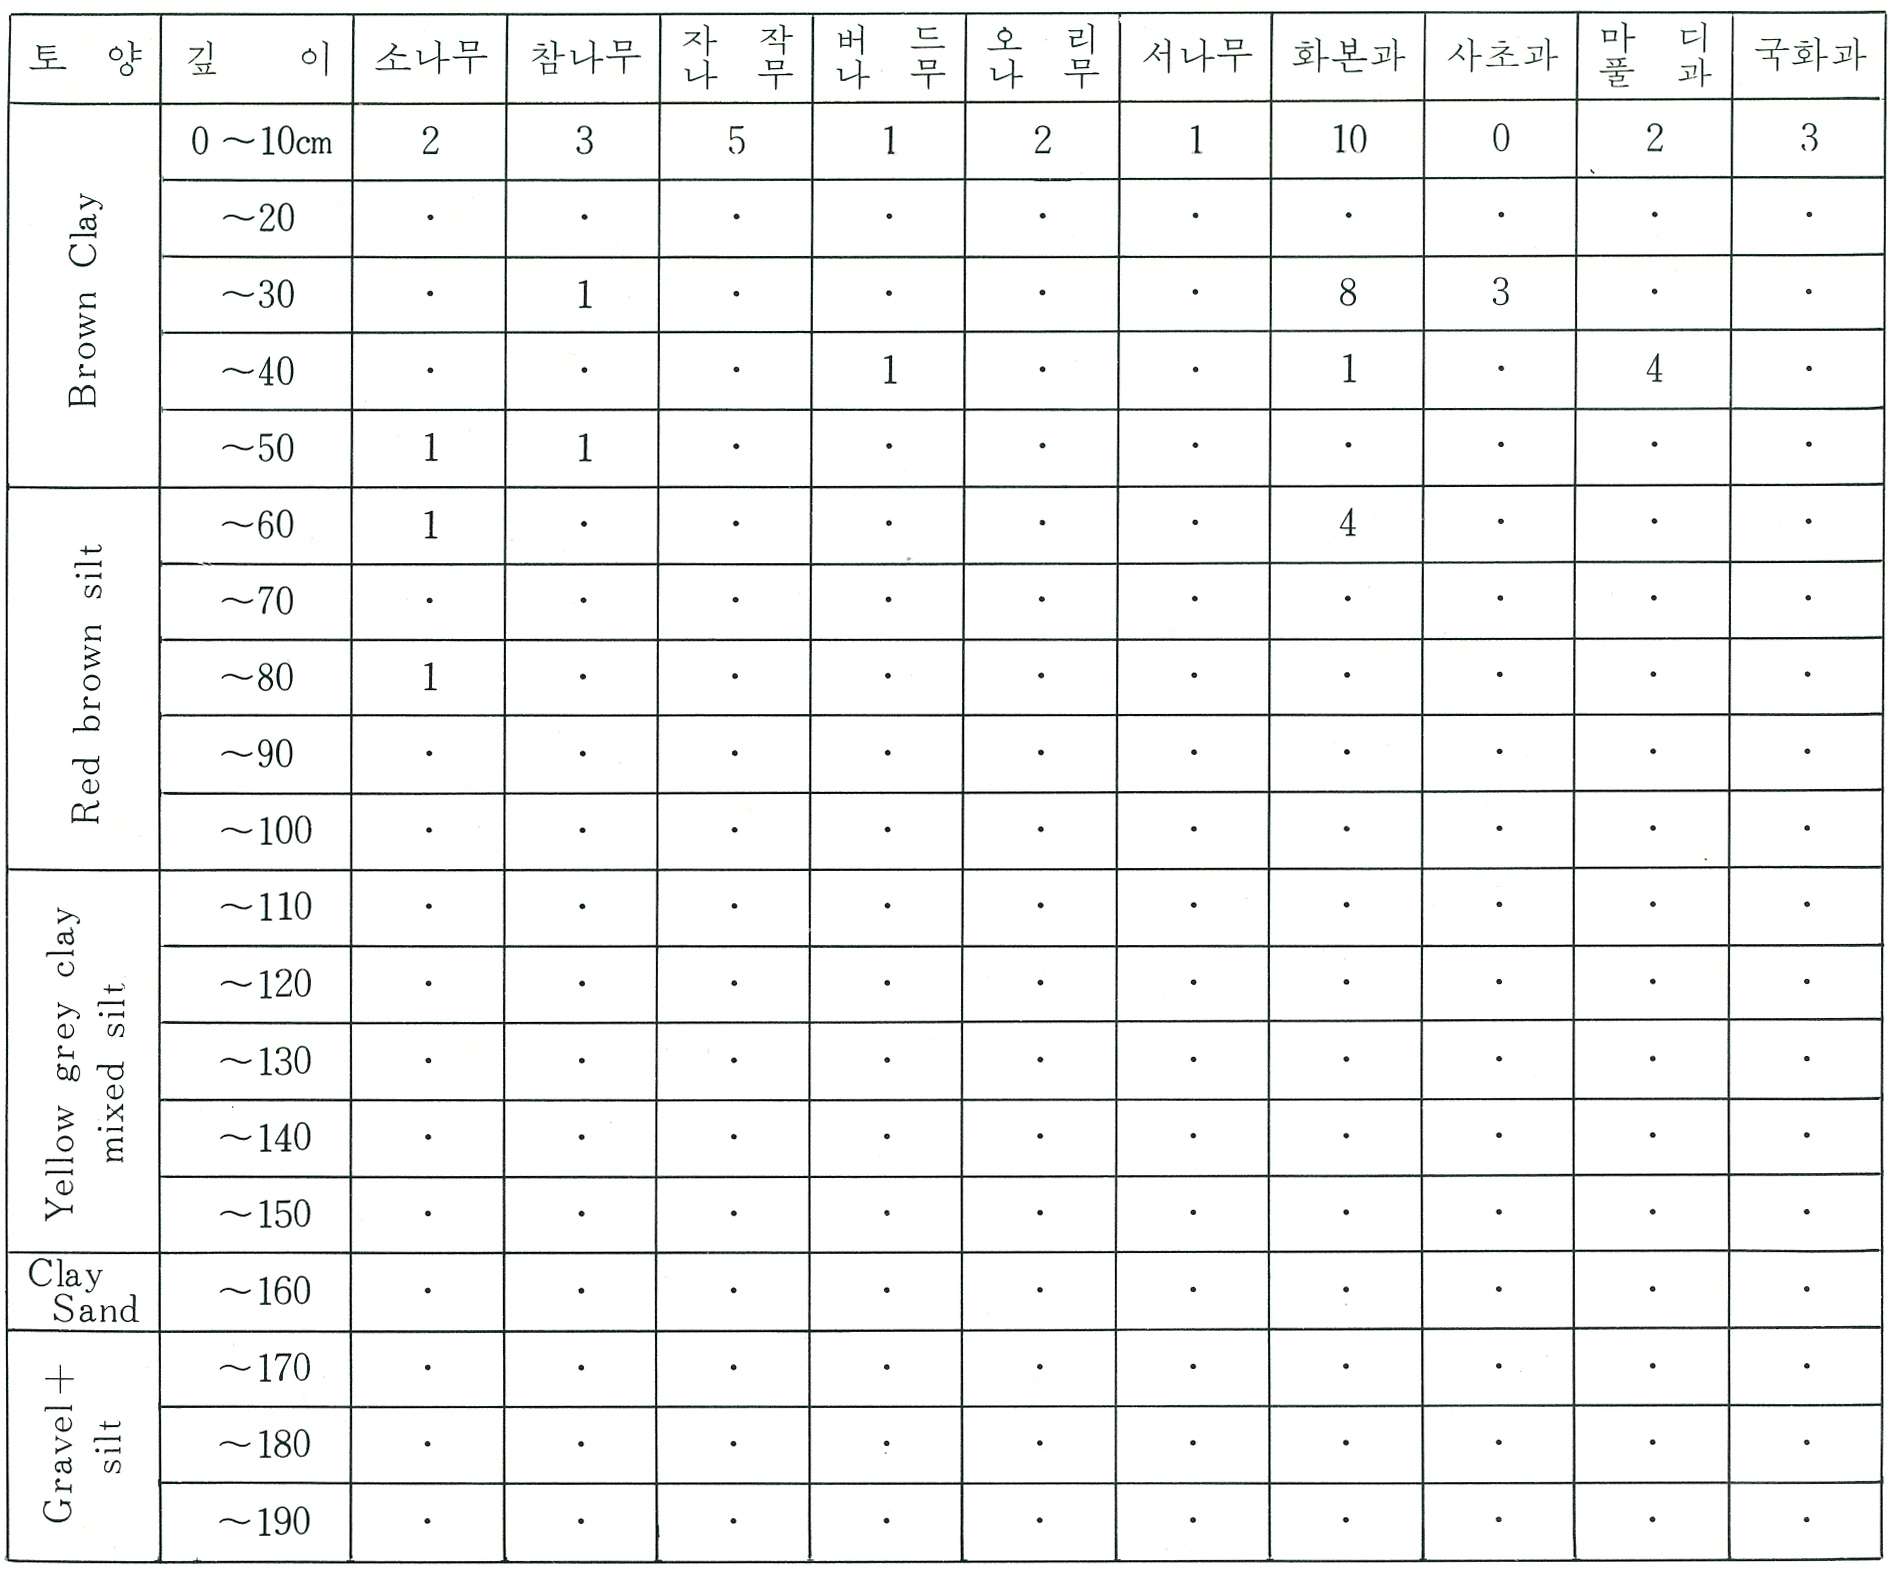 토 양 깊 이 소나무 참나무 자작나무 버드나무 오리나무 서나무 화본과 사초과 마디풀과 국화과
Brown Clay
0～10cm 2 3 5 1 2 1 10 0 2 3
～20 · · · · · · · · · ·
～30 · 1 · · · · 8 3 · ·
～40 · · · 1 · · 1 · 4 ·
～50 1 1 · · · · · · · ·
Red brown silt
～60 1 · · · · · 4 · · ·
～70 · · · · · · · · · ·
～80 1 · · · · · · · · ·
～90 · · · · · · · · · ·
～100 · · · · · · · · · ·
Yellow grey clay
mixed silt
～110 · · · · · · · · · ·
～120 · · · · · · · · · ·
～130 · · · · · · · · · ·
～140 · · · · · · · · · ·
～150 · · · · · · · · · ·
Clay
Sand
～160 · · · · · · · · · ·
Gravel+
silt
～170 · · · · · · · · · ·
～180 · · · · · · · · · ·
～190 · · · · · · · · · ·